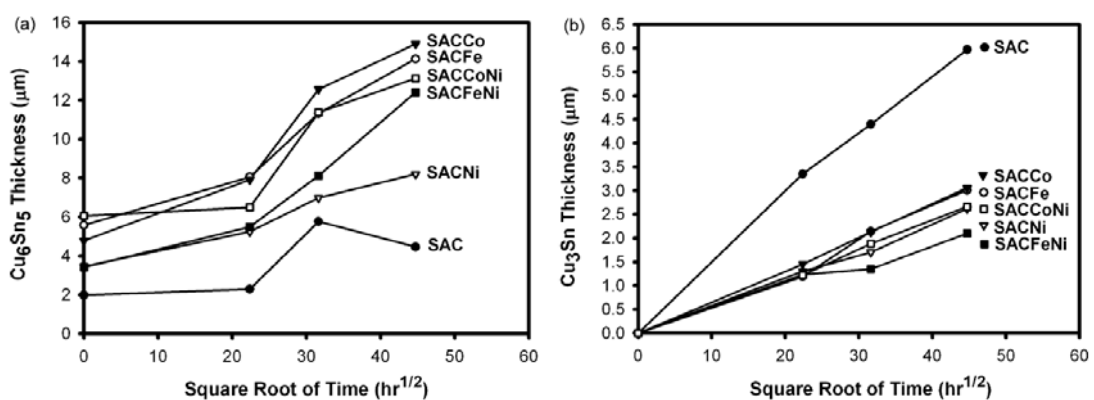 (a)
16
14
12
10
8
6
4
2
0
Cu6Sn5 Thickness (μm)
SACCo
SACFe
SACCoNi
SACFeNi
SACNi
SAC
0 10 20 30 40 50 60
Square Root of Time (hr1/2)
(b)
6.5
6.0
5.5
5.0
4.5
4.0
3.5
3.0
2.5
2.0
1.5
1.0
0.5
0.0
Cu3Sn Thickness (μm)
SAC
SACCo
SACFe
SACCoNi
SACNi
SACFeNi
0 10 20 30 40 50 60
Square Root of Time (hr1/2)